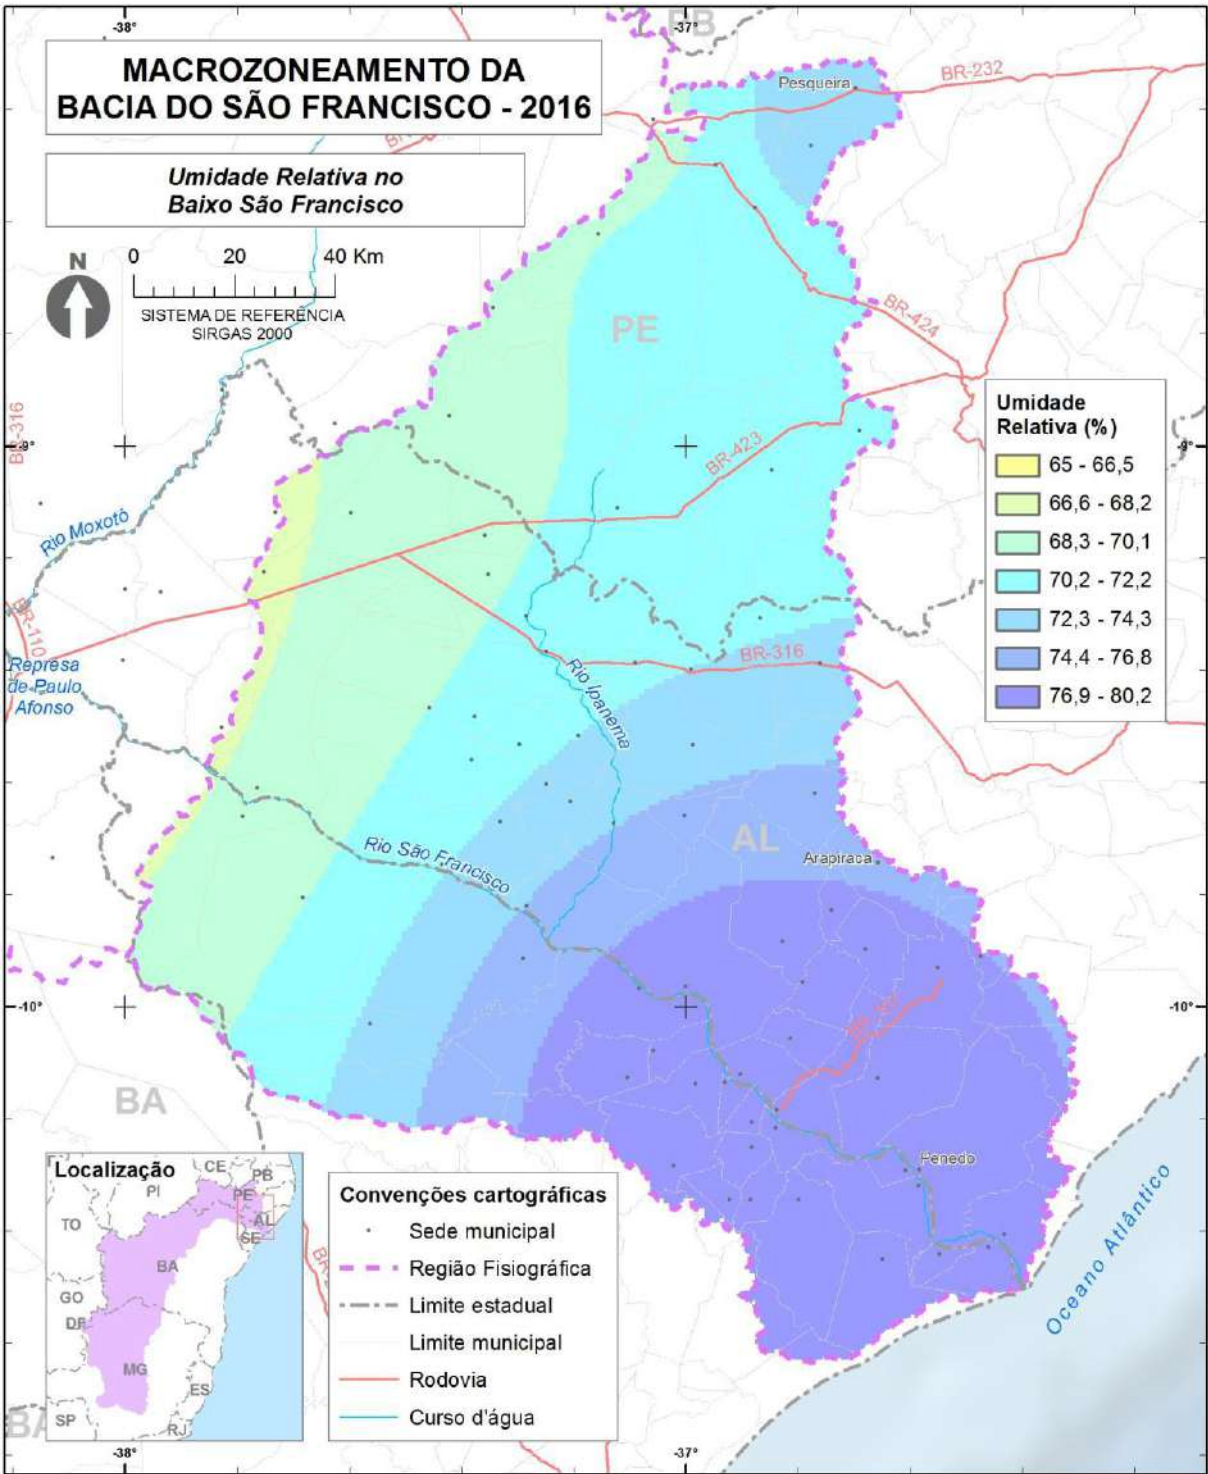 -38°
-37°
PB
MACROZONEAMENTO DA
BACIA DO SÃO FRANCISCO - 2016
Umidade Relativa no
Baixo São Francisco
N
0 20 40 Km
SISTEMA DE REFERÊNCIA
SIRGAS 2000
Pesqueira
BR-232
PE
BR-424
BR-316
-9°
BR-423
-9°
Umidade
Relativa (%)
65 - 66,5
66,6 - 68,2
68,3 - 70,1
70,2 - 72,2
72,3 - 74,3
74,4 - 76,8
76,9 - 80,2
Rio Moxotó
BR-110
Represa
de Paulo
Afonso
BR-316
Rio Ipanema
Rio São Francisco
AL
Arapiraca
-10°
-10°
BA
Penedo
Oceano Atlântico
Localização
CE
PB
PI
PE
TO
AL
SE
BA
GO
DF
MG
ES
SP
RJ
BA
Convenções cartográficas
Sede municipal
Região Fisiográfica
Limite estadual
Limite municipal
Rodovia
Curso d'água
-38°
-37°